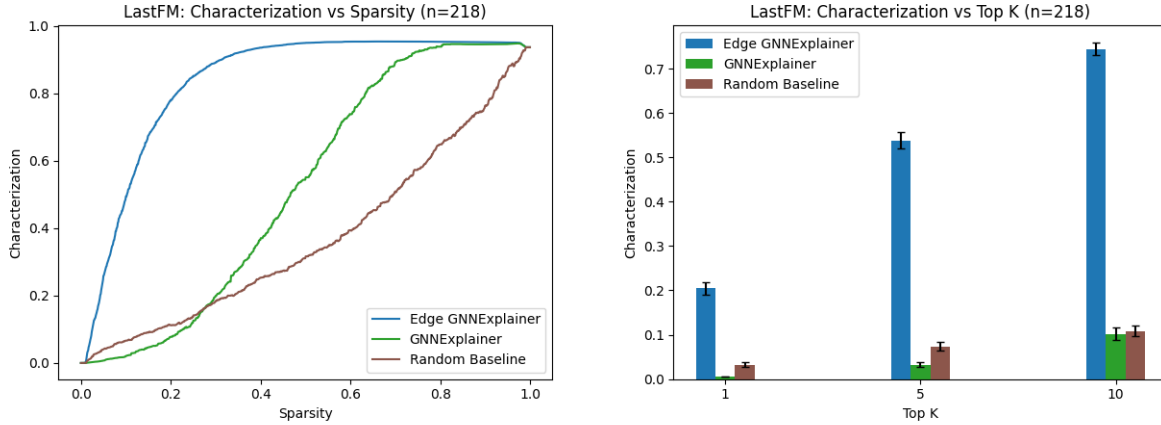 LastFM: Characterization vs Sparsity (n=218)
1.0
0.8
0.6
0.4
0.2
0.0
Characterization
Edge GNNExplainer
GNNExplainer
Random Baseline
0.0 0.2 0.4 0.6 0.8 1.0
Sparsity
LastFM: Characterization vs Top K (n=218)
Edge GNNExplainer
GNNExplainer
Random Baseline
0.7
0.6
0.5
0.4
0.3
0.2
0.1
0.0
Characterization
1 5 10
Top K